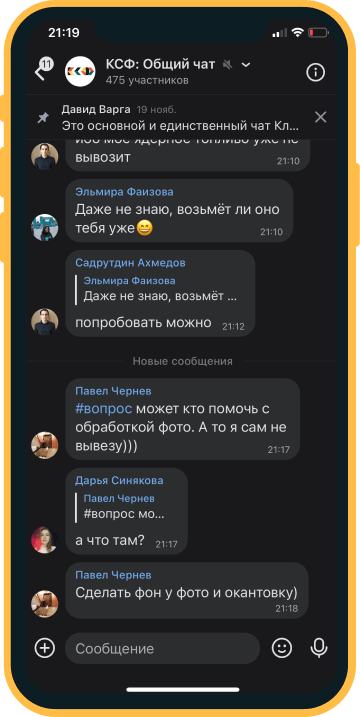 21:19
11
КСФ: Общий чат
475 участников
КСФ
Давид Варга 19 нояб.
Это основной и единственный чат Кл...
ибо моё ядерное топливо уже не
вывозит
21:10
Эльмира Фаизова
Даже не знаю, возьмёт ли оно
тебя уже😅
21:10
Садрутдин Ахмедов
Эльмира Фаизова
Даже не знаю, возьмёт ...
попробовать можно 21:12
Новые сообщения
Павел Чернев
#вопрос может кто помочь с
обработкой фото. А то я сам не
вывезу)))
21:17
Дарья Синякова
Павел Чернев
#вопрос мо...
а что там? 21:17
Павел Чернев
Сделать фон у фото и окантовку)
21:18
Сообщение